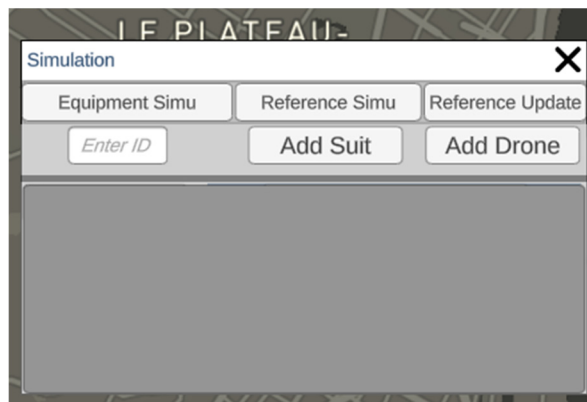 LE PLATEAU-
Simulation
Equipment Simu Reference Simu Reference Update
Enter ID Add Suit Add Drone